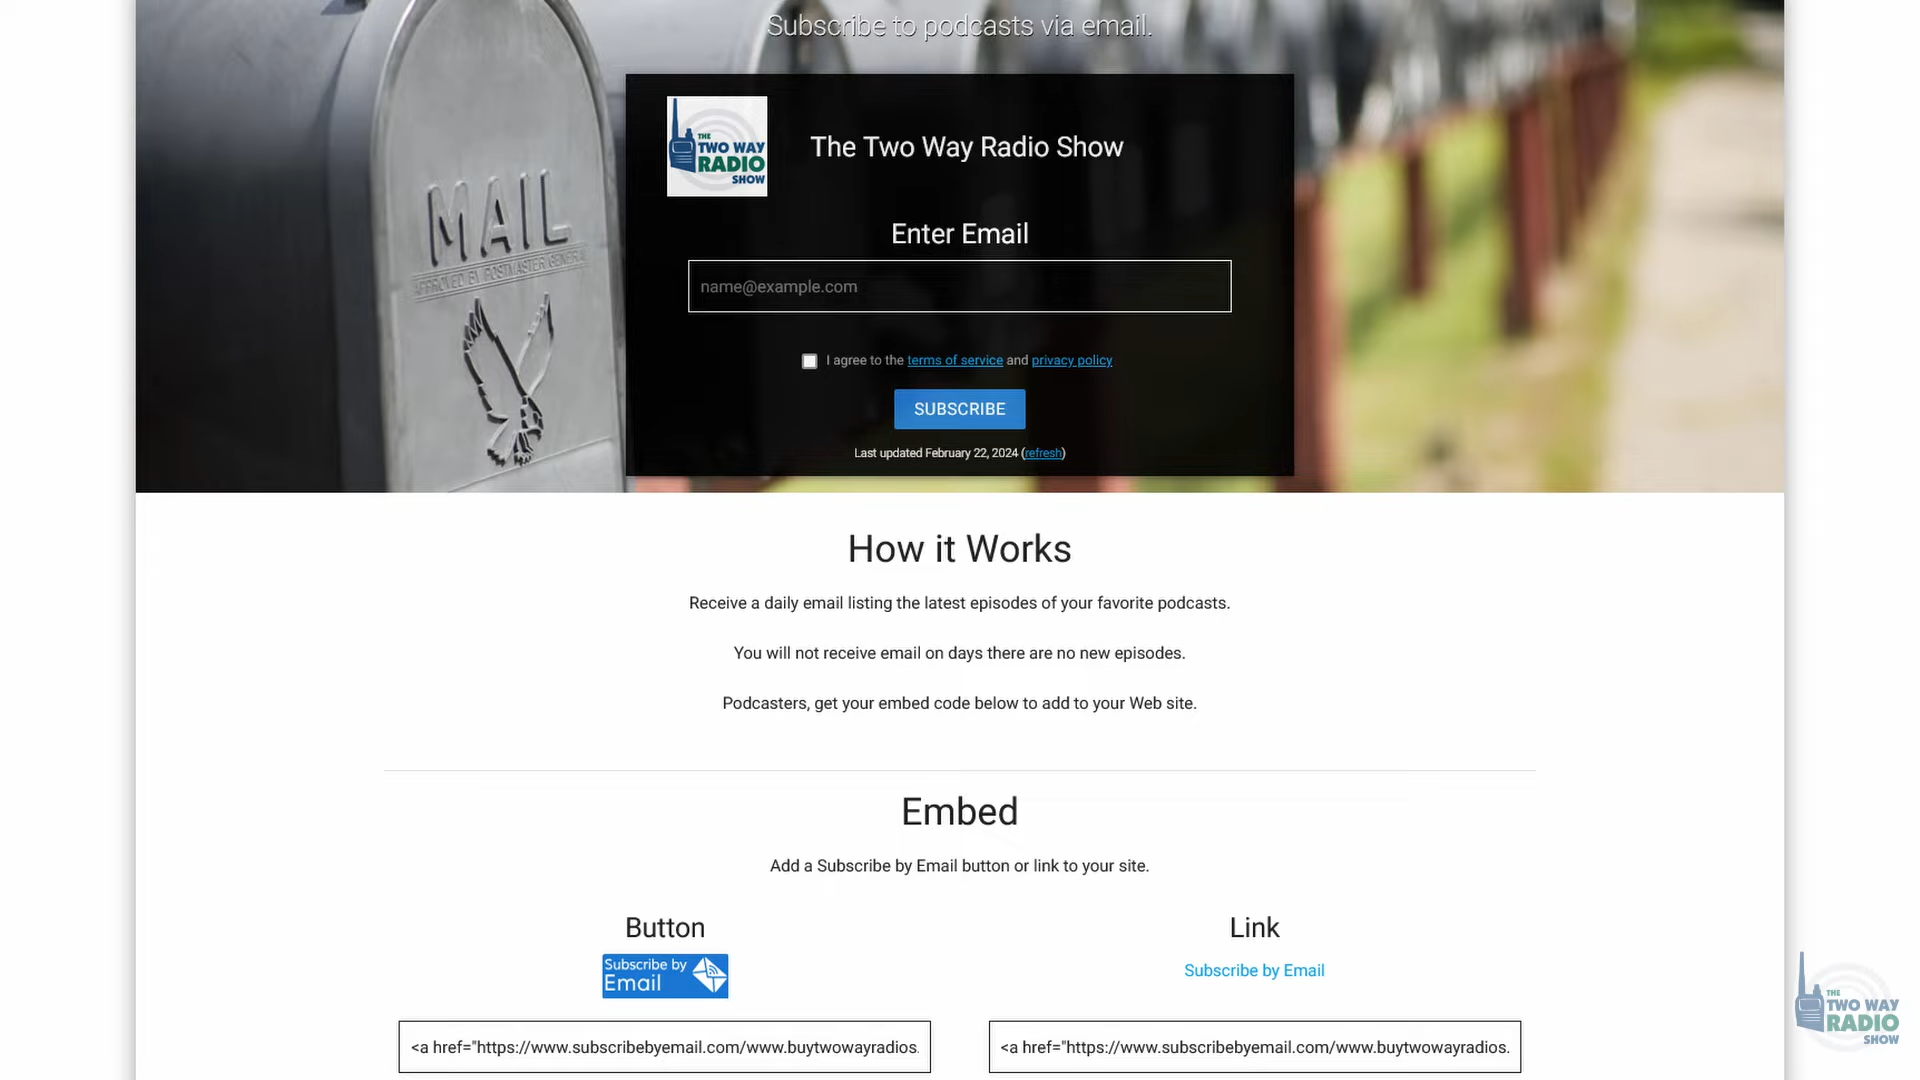 Subscribe to podcasts via email.
THE
TWO WAY
RADIO
SHOW
The Two Way Radio Show
MAIL
APPROVED BY POSTMASTER GENERAL
Enter Email
name@example.com
I agree to the terms of service and privacy policy
SUBSCRIBE
Last updated February 22, 2024 (refresh)
How it Works
Receive a daily email listing the latest episodes of your favorite podcasts.
You will not receive email on days there are no new episodes.
Podcasters, get your embed code below to add to your Web site.
Embed
Add a Subscribe by Email button or link to your site.
Button
Subscribe by
Email
<a href="https://www.subscribebyemail.com/www.buytwowayradios.
Link
Subscribe by Email
<a href="https://www.subscribebyemail.com/www.buytwowayradios.
THE
TWO WAY
RADIO
SHOW